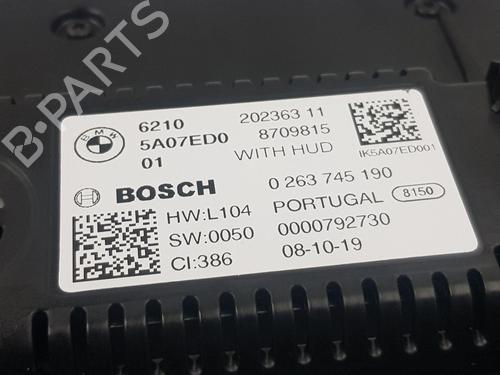 B-PARTS
BMW
6210
5A07ED0
01
202363 11
8709815
WITH HUD
IK5A07ED001
BOSCH
0 263 745 190
HW:L104
PORTUGAL
8150
SW:0050
0000792730
CI:386
08-10-19